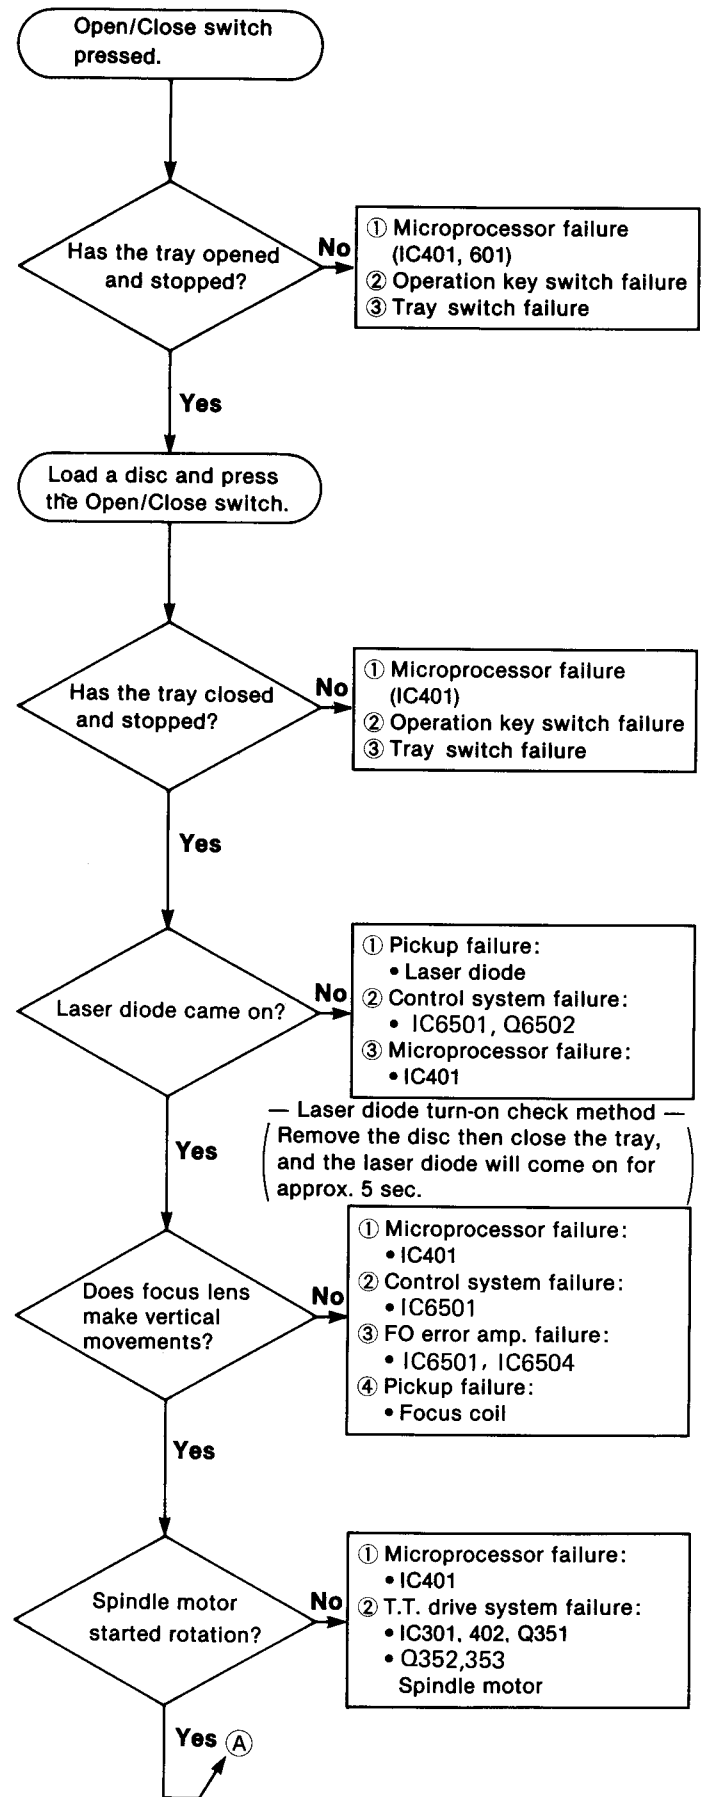 Open/Close switch
pressed.
Has the tray opened
and stopped?
No
① Microprocessor failure
(IC401, 601)
② Operation key switch failure
③ Tray switch failure
Yes
Load a disc and press
the Open/Close switch.
Has the tray closed
and stopped?
No
① Microprocessor failure
(IC401)
② Operation key switch failure
③ Tray switch failure
Yes
Laser diode came on?
No
① Pickup failure:
• Laser diode
② Control system failure:
• IC6501, Q6502
③ Microprocessor failure:
• IC401
Yes
— Laser diode turn-on check method —
Remove the disc then close the tray,
and the laser diode will come on for
approx. 5 sec.
Does focus lens
make vertical
movements?
No
① Microprocessor failure:
• IC401
② Control system failure:
• IC6501
③ FO error amp. failure:
• IC6501, IC6504
④ Pickup failure:
• Focus coil
Yes
Spindle motor
started rotation?
No
① Microprocessor failure:
• IC401
② T.T. drive system failure:
• IC301, 402, Q351
• Q352,353
Spindle motor
Yes Ⓐ